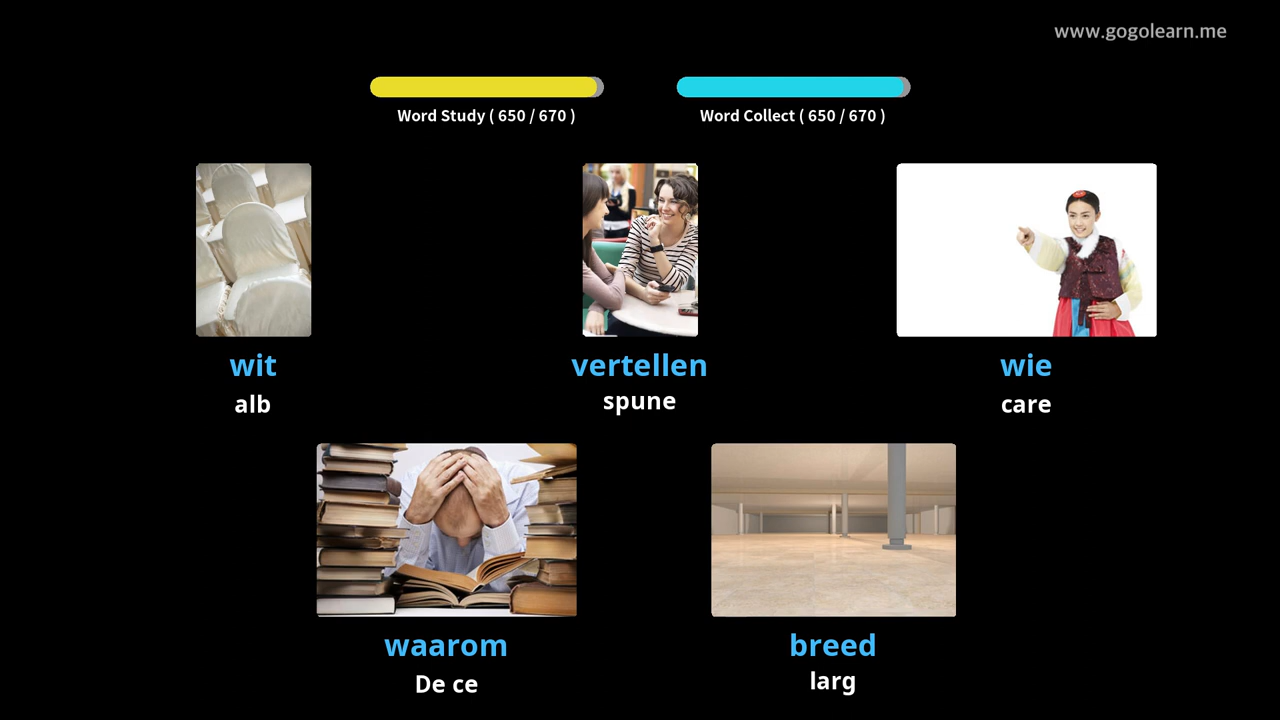 www.gogolearn.me
Word Study ( 650 / 670 )
Word Collect ( 650 / 670 )
wit
alb
vertellen
spune
wie
care
waarom
De ce
breed
larg